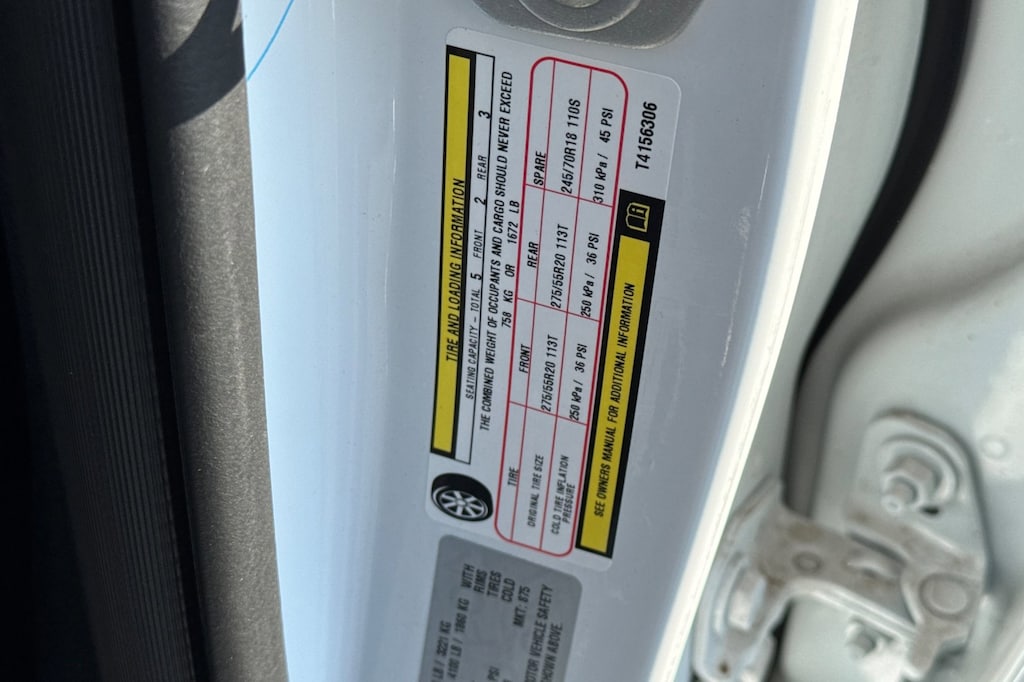 TIRE AND LOADING INFORMATION
SEATING CAPACITY – TOTAL 5 FRONT 2 REAR 3
THE COMBINED WEIGHT OF OCCUPANTS AND CARGO SHOULD NEVER EXCEED
758 KG OR 1672 LB
TIRE FRONT REAR SPARE
ORIGINAL TIRE SIZE 275/55R20 113T 275/55R20 113T 245/70R18 110S
COLD TIRE INFLATION PRESSURE 250 kPa / 36 PSI 250 kPa / 36 PSI 310 kPa / 45 PSI
SEE OWNERS MANUAL FOR ADDITIONAL INFORMATION
T4156306
LB / 3221 KG WITH
4100 LB / 1860 KG RIMS
TIRES
PSI COLD
MKT: 875
MOTOR VEHICLE SAFETY
SHOWN ABOVE.